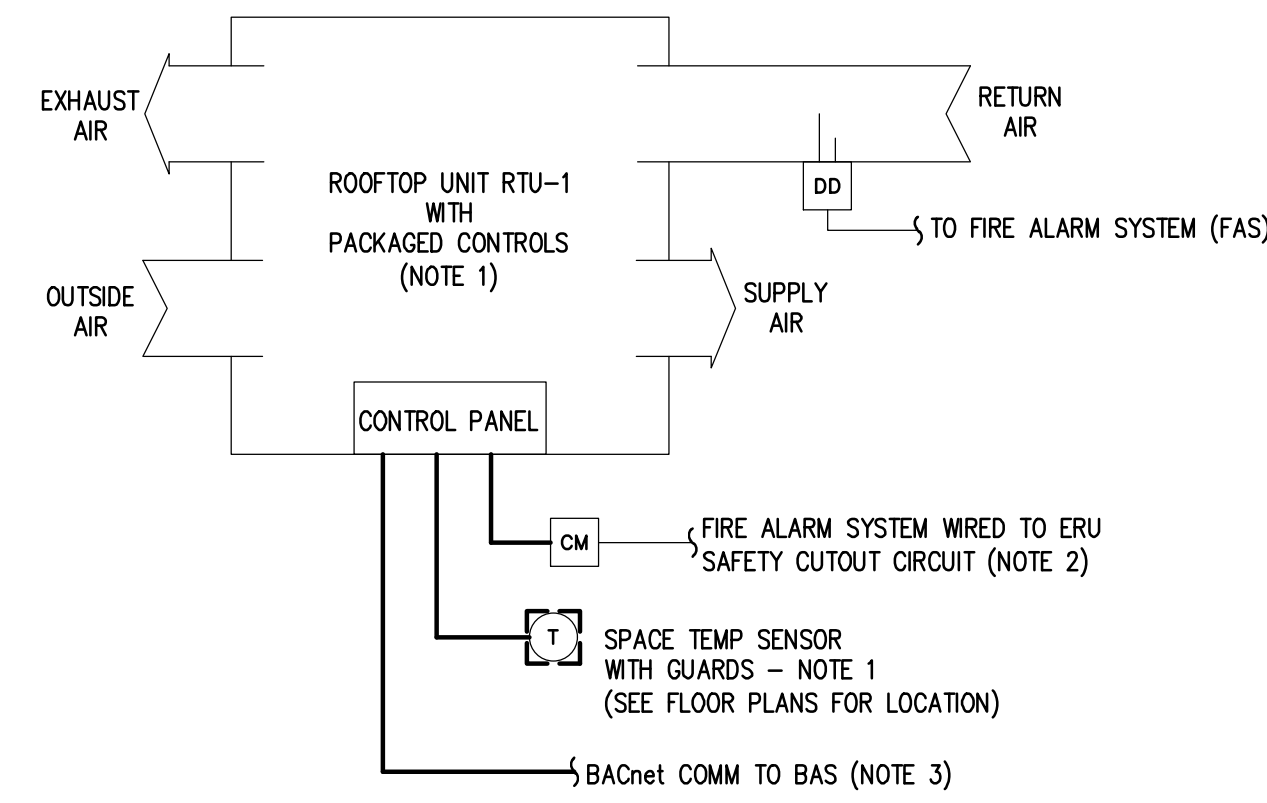 EXHAUST
AIR
RETURN
AIR
ROOFTOP UNIT RTU-1
WITH
PACKAGED CONTROLS
(NOTE 1)
DD
TO FIRE ALARM SYSTEM (FAS)
OUTSIDE
AIR
SUPPLY
AIR
CONTROL PANEL
CM
FIRE ALARM SYSTEM WIRED TO ERU
SAFETY CUTOUT CIRCUIT (NOTE 2)
T
SPACE TEMP SENSOR
WITH GUARDS – NOTE 1
(SEE FLOOR PLANS FOR LOCATION)
BACnet COMM TO BAS (NOTE 3)